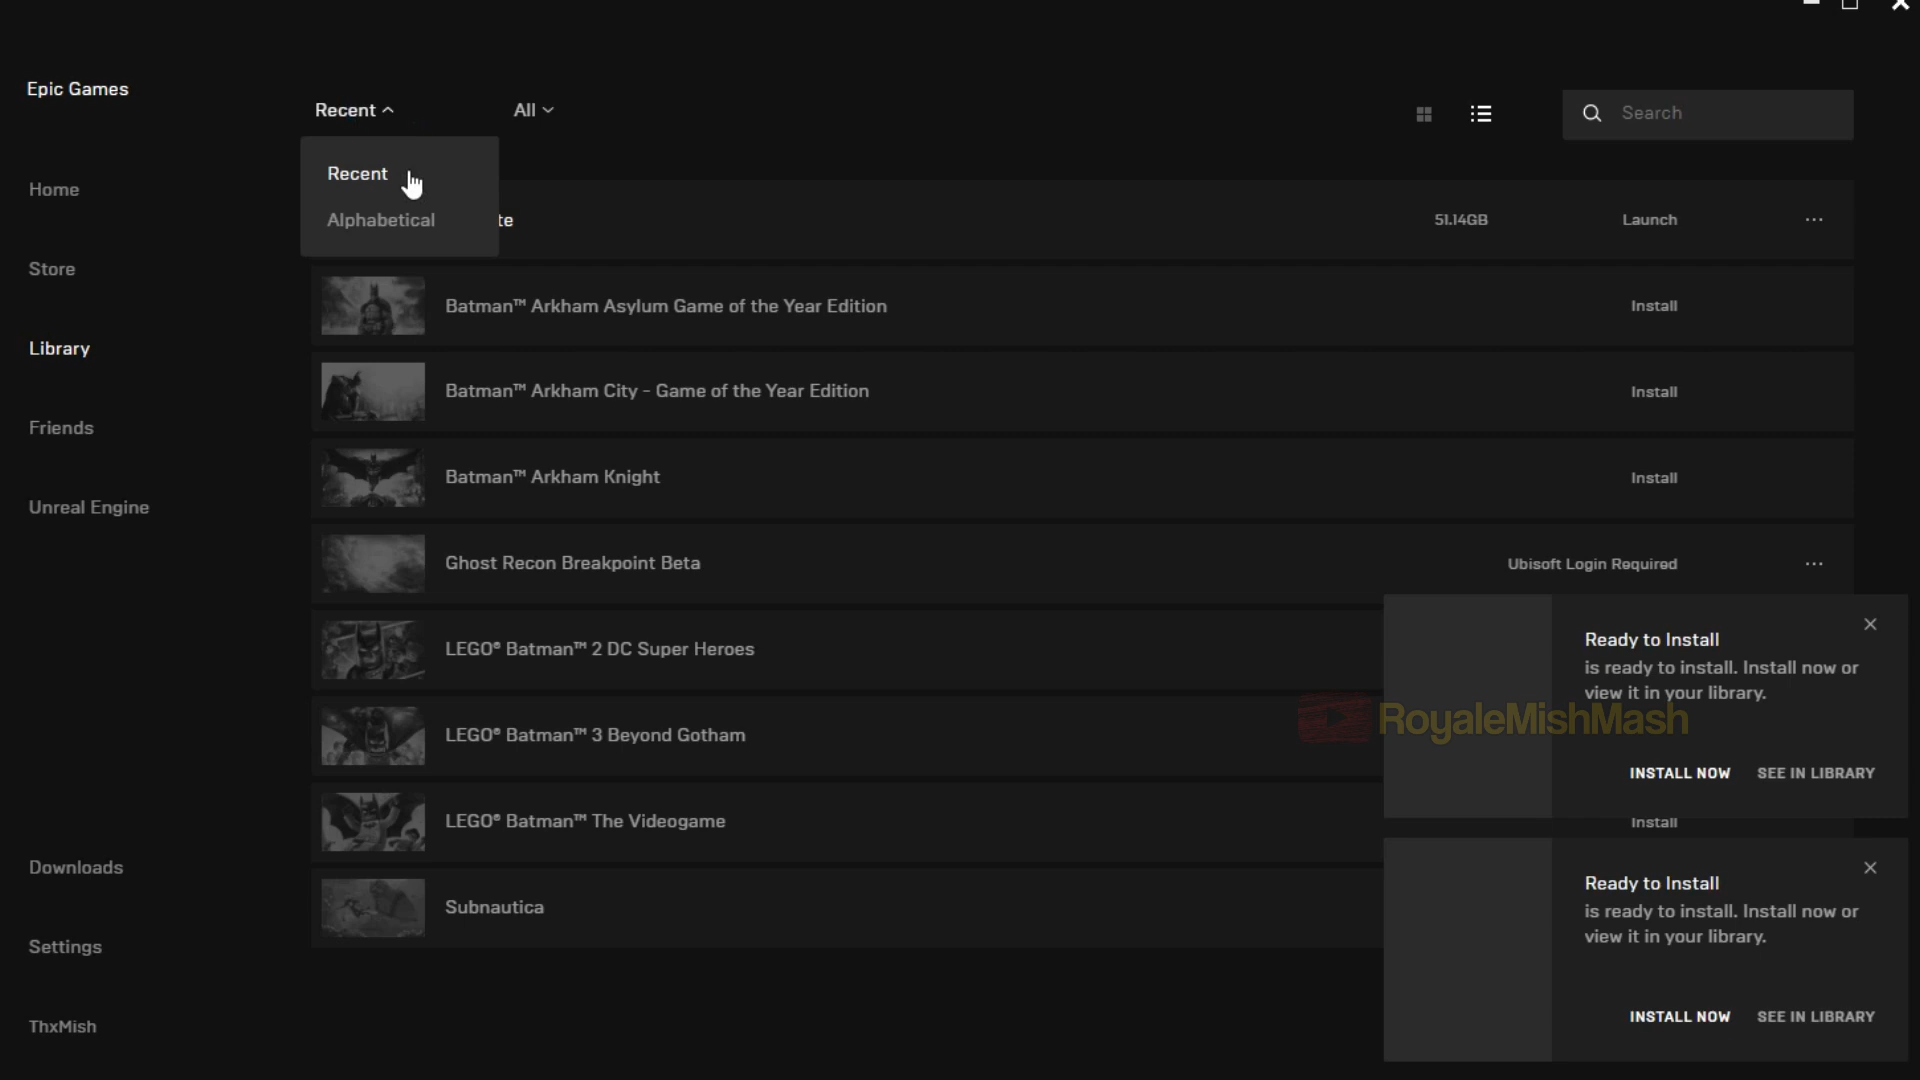 Epic Games
Recent
All
Search
Recent
Alphabetical
te
51.14GB
Launch
Home
Store
Library
Friends
Unreal Engine
Batman™ Arkham Asylum Game of the Year Edition
Install
Batman™ Arkham City - Game of the Year Edition
Install
Batman™ Arkham Knight
Install
Ghost Recon Breakpoint Beta
Ubisoft Login Required
LEGO® Batman™ 2 DC Super Heroes
LEGO® Batman™ 3 Beyond Gotham
LEGO® Batman™ The Videogame
Install
Subnautica
Ready to Install
is ready to install. Install now or
view it in your library.
RoyaleMishMash
INSTALL NOW SEE IN LIBRARY
Ready to Install
is ready to install. Install now or
view it in your library.
INSTALL NOW SEE IN LIBRARY
Downloads
Settings
ThxMish